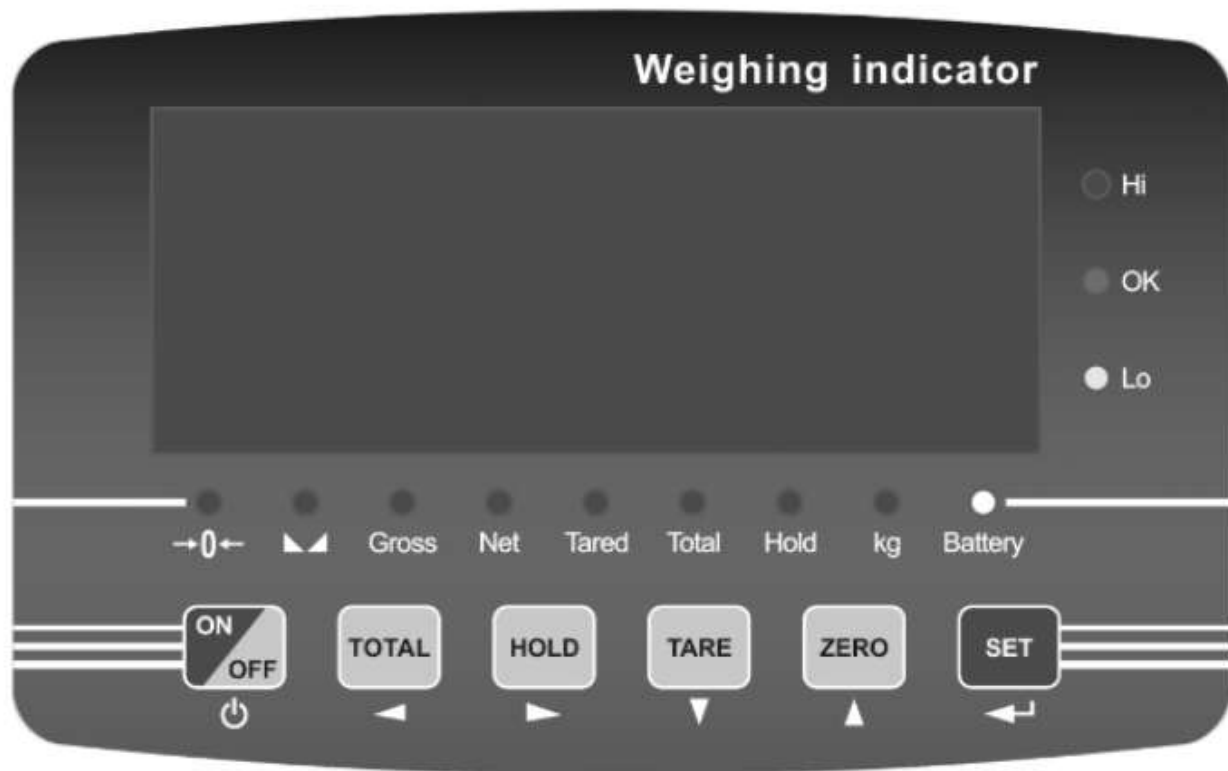 Weighing indicator
Hi
OK
Lo
→0← Gross Net Tared Total Hold kg Battery
ON OFF TOTAL HOLD TARE ZERO SET